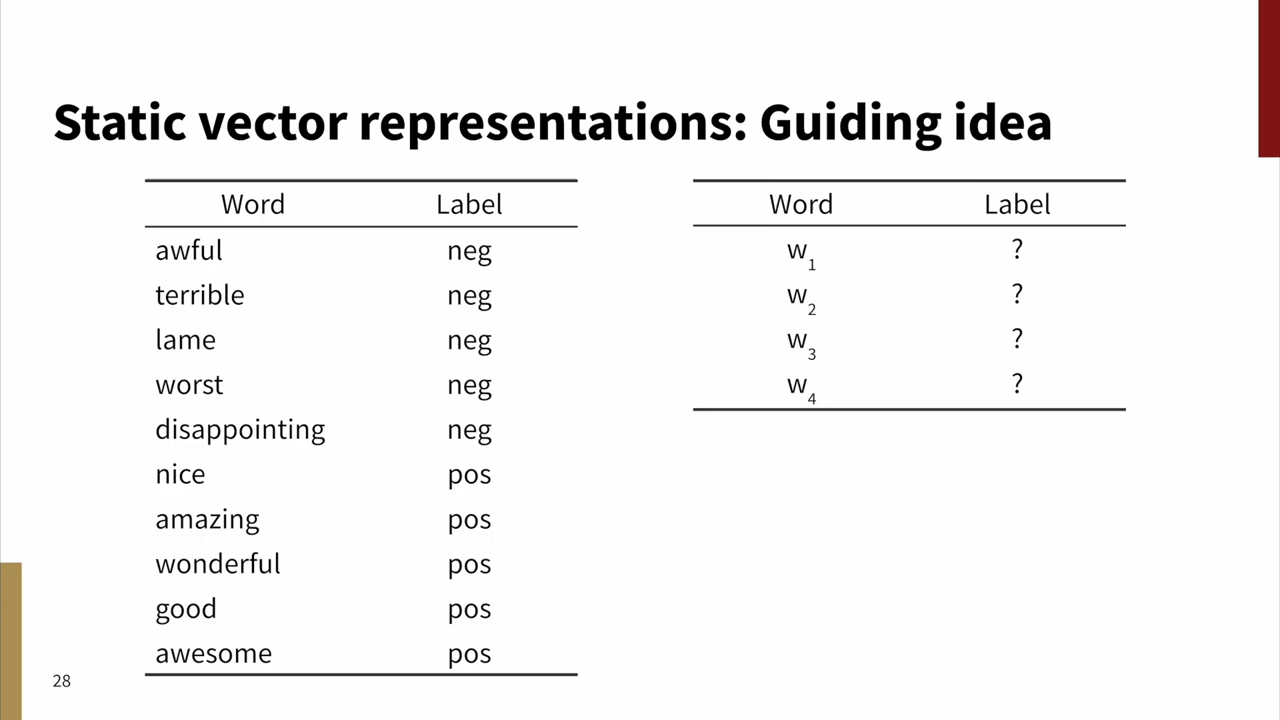 Static vector representations: Guiding idea
Word Label
awful neg
terrible neg
lame neg
worst neg
disappointing neg
nice pos
amazing pos
wonderful pos
good pos
awesome pos
Word Label
w1 ?
w2 ?
w3 ?
w4 ?
28